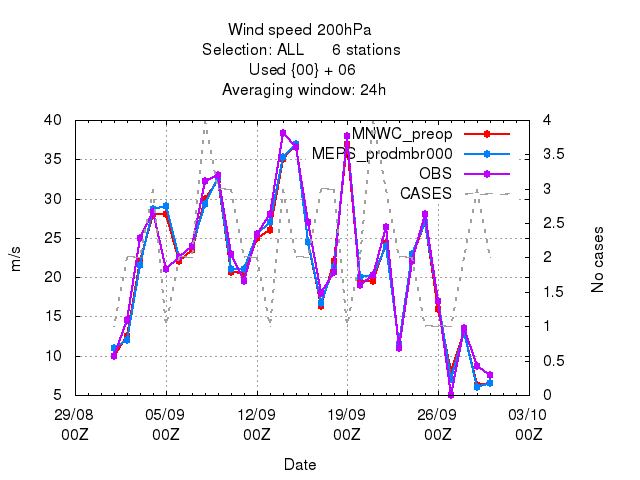 Wind speed 200hPa
Selection: ALL 6 stations
Used {00} + 06
Averaging window: 24h
40
35
30
25
20
15
10
5
m/s
4
3.5
3
2.5
2
1.5
1
0.5
0
No cases
MNWC_preop
MEPS_prodmbr000
OBS
CASES
29/08 05/09 12/09 19/09 26/09 03/10
00Z 00Z 00Z 00Z 00Z 00Z
Date